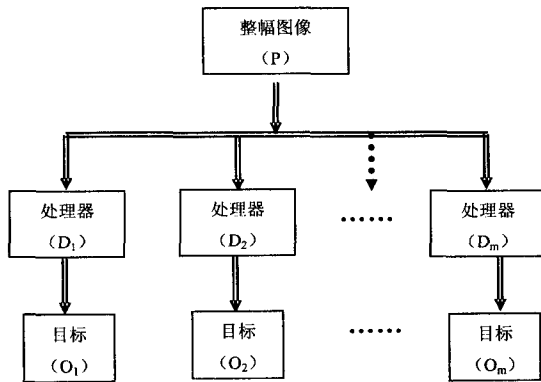 整幅图像
（P）
处理器
（D₁）
处理器
（D₂）
……
处理器
（Dₘ）
目标
（O₁）
目标
（O₂）
……
目标
（Oₘ）